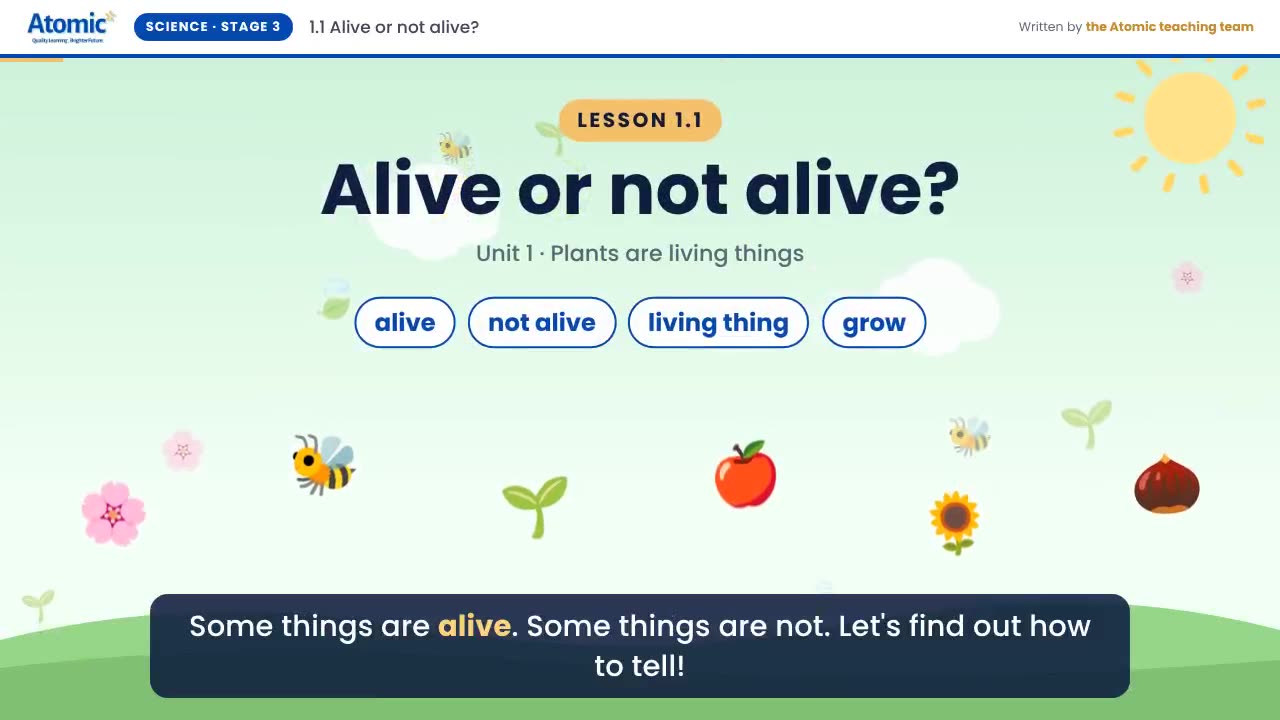 Atomic
Quality Learning, Brighter Future
SCIENCE · STAGE 3
1.1 Alive or not alive?
Written by the Atomic teaching team
LESSON 1.1
Alive or not alive?
Unit 1 · Plants are living things
alive
not alive
living thing
grow
Some things are alive. Some things are not. Let's find out how
to tell!